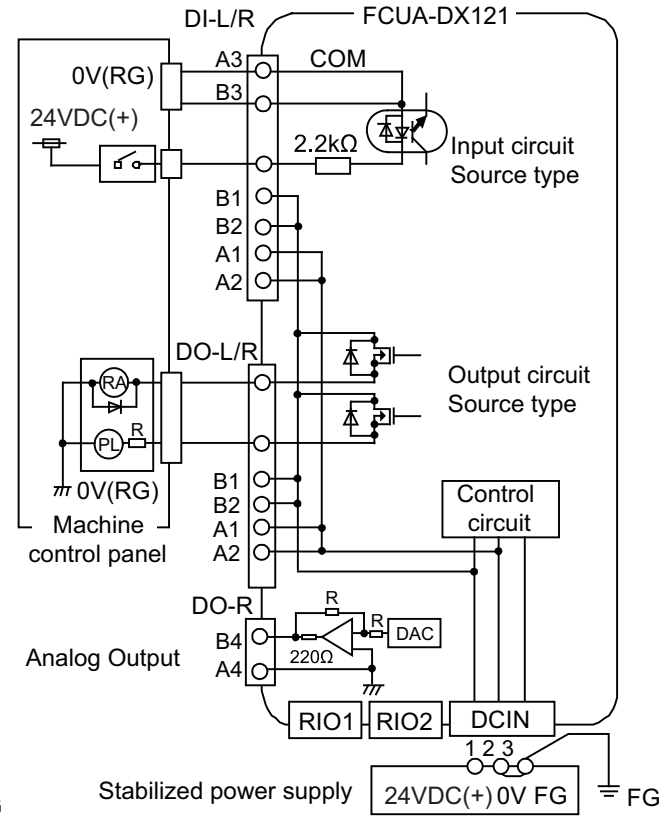 DI-L/R
FCUA-DX121
A3
COM
0V(RG)
B3
24VDC(+)
2.2kΩ
Input circuit
Source type
B1
B2
A1
A2
DO-L/R
RA
Output circuit
Source type
PL
R
0V(RG)
B1
B2
A1
A2
Machine
control panel
Control
circuit
DO-R
R
R
DAC
B4
220Ω
Analog Output
A4
RIO1
RIO2
DCIN
1 2 3
Stabilized power supply
24VDC(+) 0V FG
FG